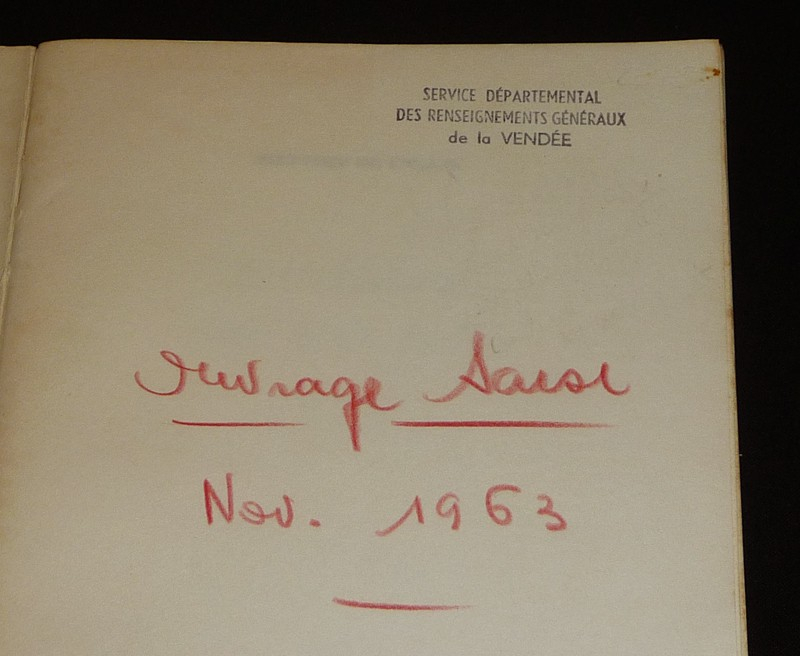 SERVICE DÉPARTEMENTAL
DES RENSEIGNEMENTS GÉNÉRAUX
de la VENDÉE
Ouvrage Saisi
Nov. 1963